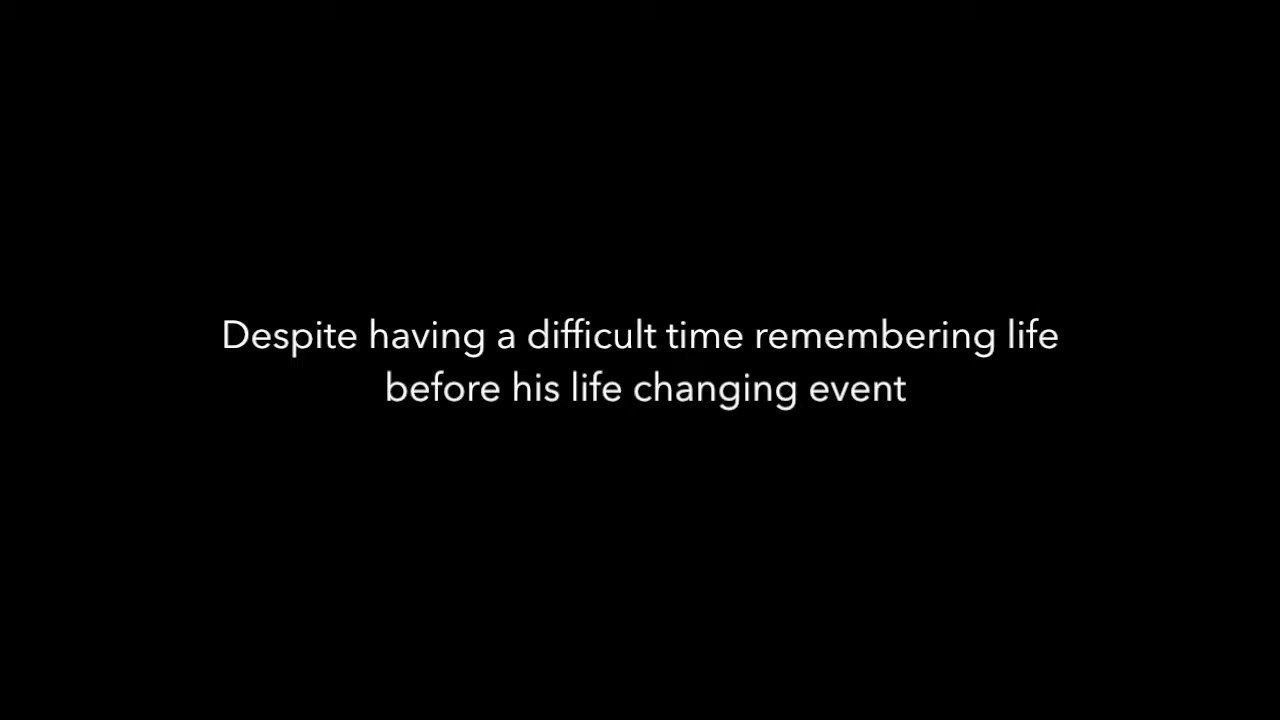 Despite having a difficult time remembering life
before his life changing event